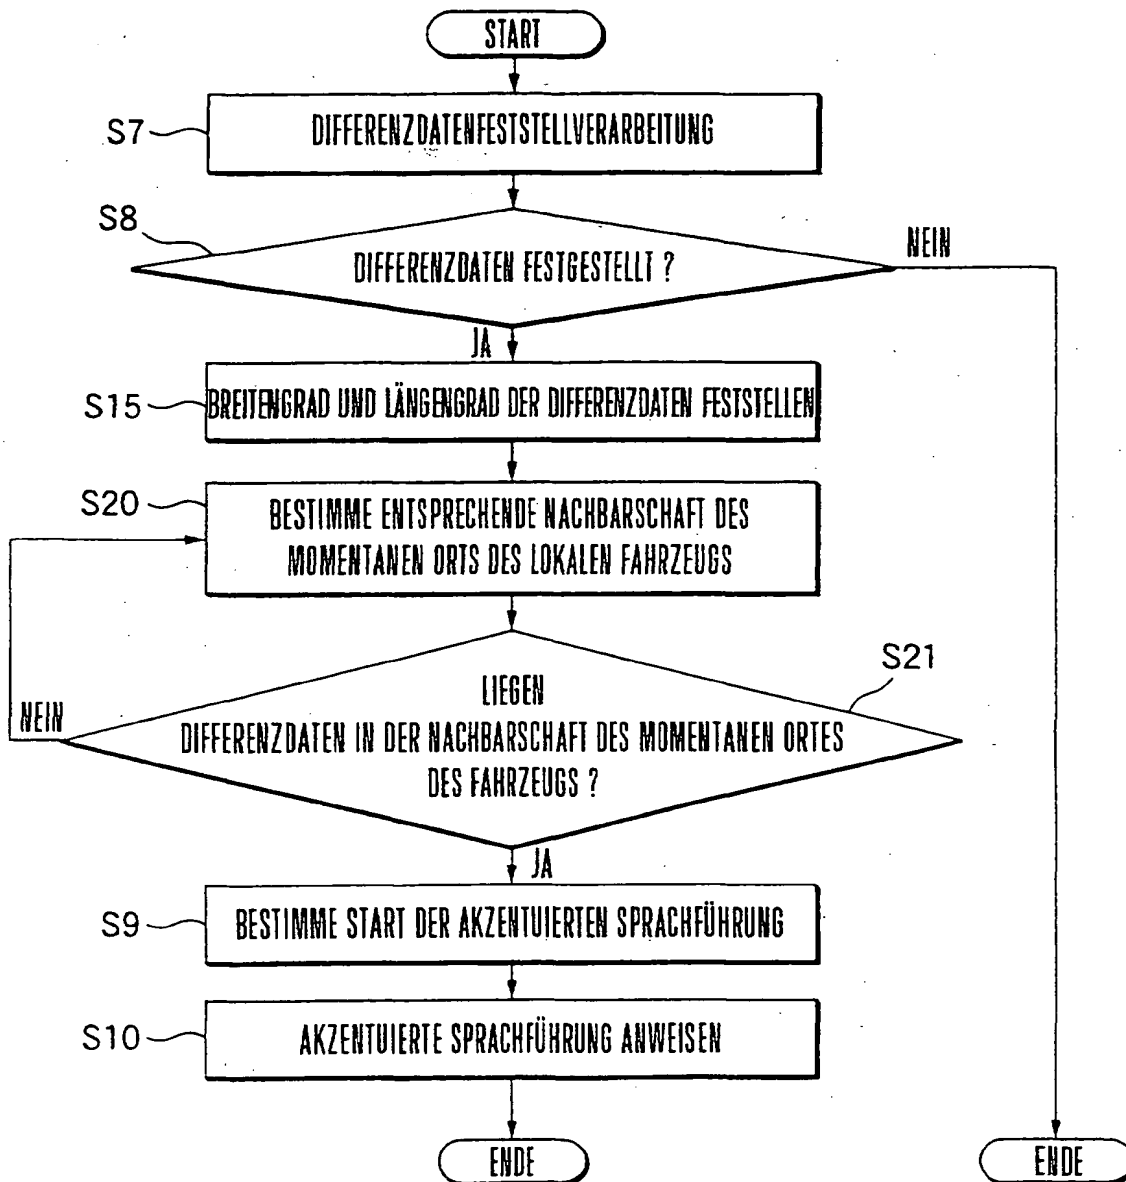 START
S7
DIFFERENZDATENFESTSTELLVERARBEITUNG
S8
DIFFERENZDATEN FESTGESTELLT ?
NEIN
JA
S15
BREITENGRAD UND LÄNGENGRAD DER DIFFERENZDATEN FESTSTELLEN
S20
BESTIMME ENTSPRECHENDE NACHBARSCHAFT DES
MOMENTANEN ORTS DES LOKALEN FAHRZEUGS
S21
NEIN
LIEGEN
DIFFERENZDATEN IN DER NACHBARSCHAFT DES MOMENTANEN ORTES
DES FAHRZEUGS ?
JA
S9
BESTIMME START DER AKZENTUIERTEN SPRACHFÜHRUNG
S10
AKZENTUIERTE SPRACHFÜHRUNG ANWEISEN
ENDE
ENDE